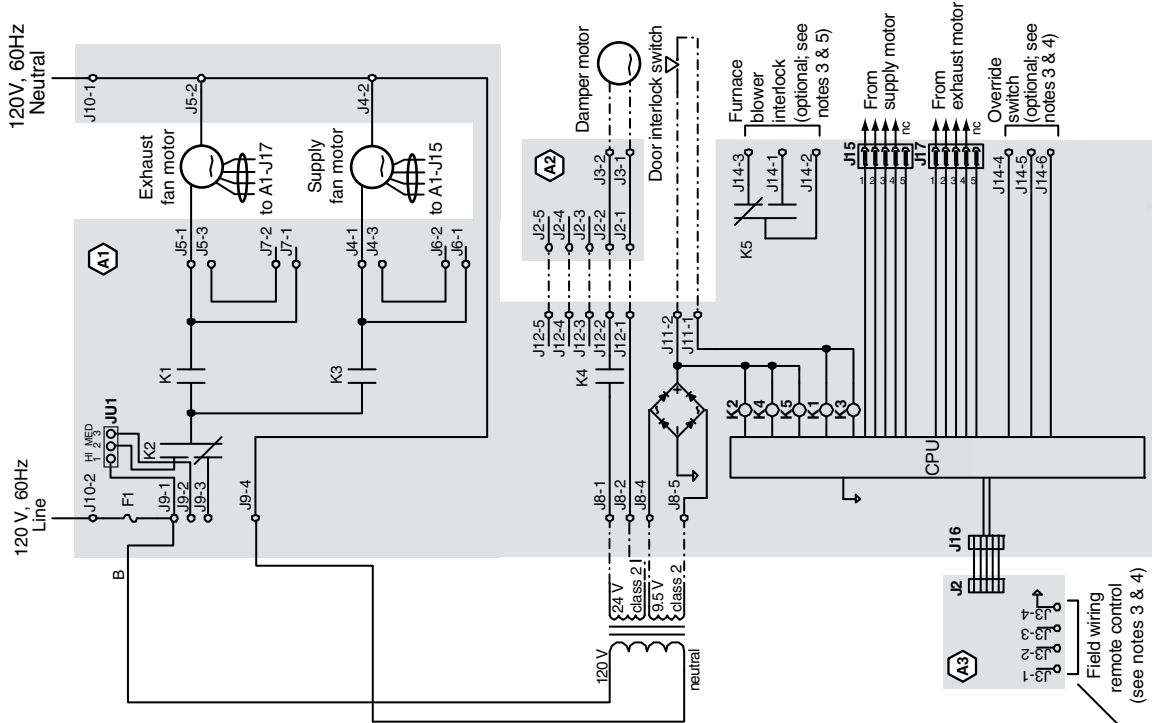 120V, 60Hz
Neutral
J10-1
J5-2
J4-2
Exhaust
fan motor
to A1-J17
Supply
fan motor
to A1-J15
A1
J5-1
J5-3
J7-2
J7-1
J4-1
J4-3
J6-2
J6-1
K1
K3
120 V, 60Hz
Line
J10-2
F1
HI
MED
1
2
3
JU1
K2
J9-1
J9-2
J9-3
J9-4
B
Damper motor
Door interlock switch
A2
J2-5
J2-4
J2-3
J2-2
J2-1
J3-2
J3-1
J12-5
J12-4
J12-3
J12-2
J12-1
J11-2
J11-1
K4
J8-1
J8-2
J8-4
J8-5
24 V
class 2
9.5 V
class 2
120 V
neutral
Furnace
blower
interlock
(optional; see
notes 3 & 5)
J14-3
J14-1
J14-2
K5
From
supply motor
J15
1
2
3
4
5
nc
From
exhaust motor
J17
1
2
3
4
5
nc
Override
switch
(optional; see
notes 3 & 4)
J14-4
J14-5
J14-6
K2
K4
K5
K1
K3
CPU
J16
J2
A3
J3-1
J3-2
J3-3
J3-4
Field wiring
remote control
(see notes 3 & 4)